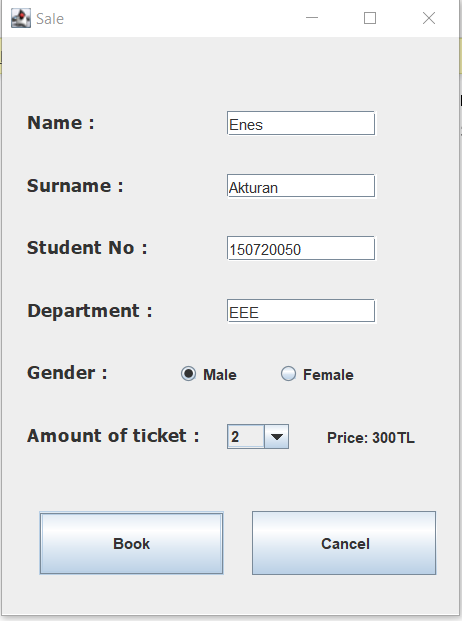 Sale
Name : Enes
Surname : Akturan
Student No : 150720050
Department : EEE
Gender : Male Female
Amount of ticket : 2 Price: 300TL
Book Cancel